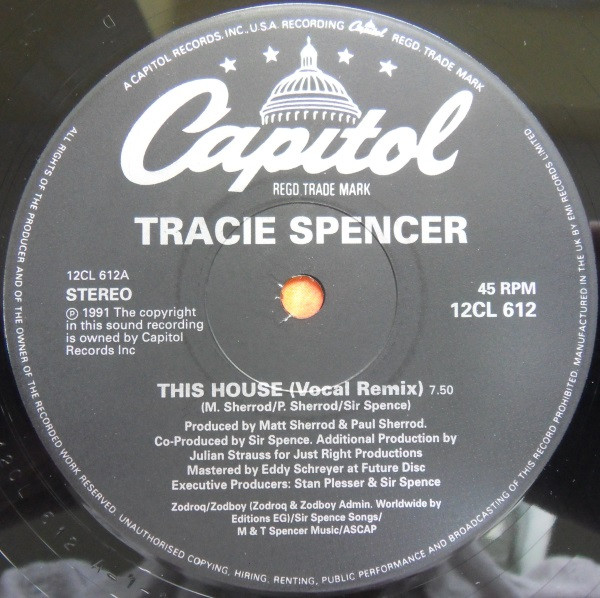 A CAPITOL RECORDS, INC., U.S.A. RECORDING Capitol REGD. TRADE MARK
ALL RIGHTS OF THE PRODUCER AND OF THE OWNER OF THE RECORDED WORK RESERVED. UNAUTHORISED COPYING, HIRING, RENTING, PUBLIC PERFORMANCE AND BROADCASTING OF THIS RECORD PROHIBITED. MANUFACTURED IN THE UK BY EMI RECORDS LIMITED
Capitol
REGD. TRADE MARK
TRACIE SPENCER
12CL 612A
STEREO
℗ 1991 The copyright
in this sound recording
is owned by Capitol
Records Inc
45 RPM
12CL 612
THIS HOUSE (Vocal Remix) 7.50
(M. Sherrod/P. Sherrod/Sir Spence)
Produced by Matt Sherrod & Paul Sherrod.
Co-Produced by Sir Spence. Additional Production by
Julian Strauss for Just Right Productions
Mastered by Eddy Schreyer at Future Disc
Executive Producers: Stan Plesser & Sir Spence
Zodroq/Zodboy (Zodroq & Zodboy Admin. Worldwide by
Editions EG)/Sir Spence Songs/
M & T Spencer Music/ASCAP